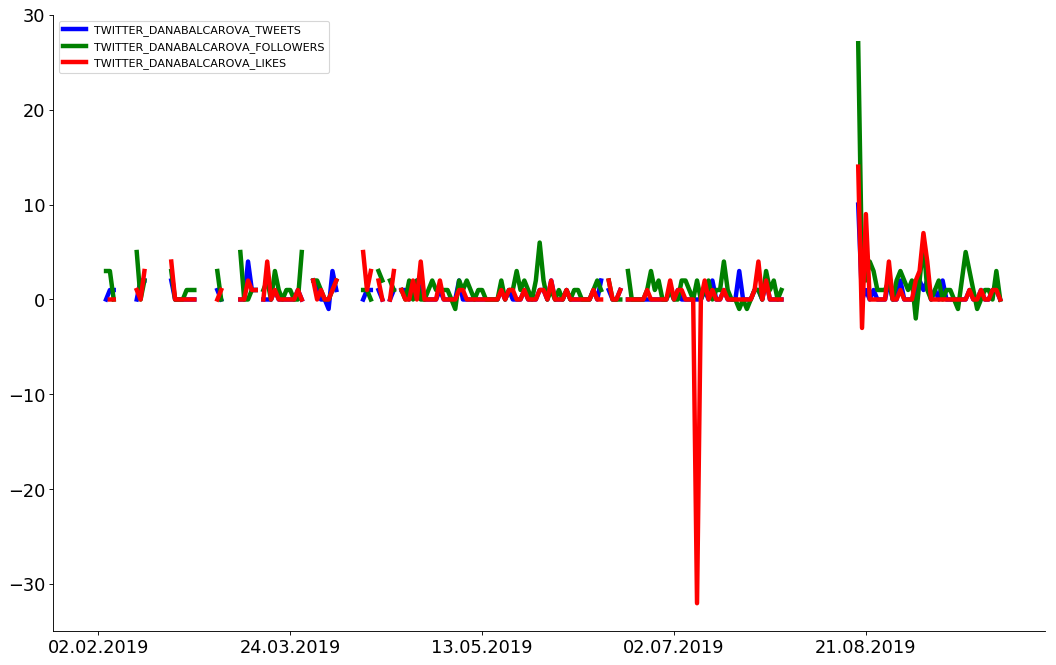 30
TWITTER_DANABALCAROVA_TWEETS
TWITTER_DANABALCAROVA_FOLLOWERS
TWITTER_DANABALCAROVA_LIKES
20
10
0
−10
−20
−30
02.02.2019 24.03.2019 13.05.2019 02.07.2019 21.08.2019